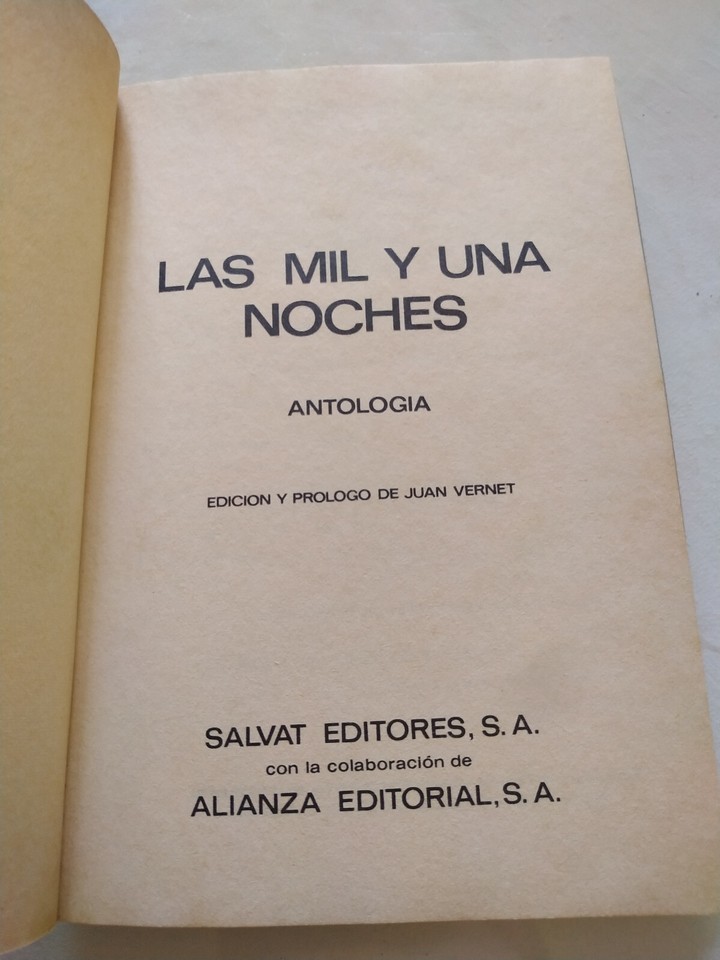 LAS MIL Y UNA
NOCHES
ANTOLOGIA
EDICION Y PROLOGO DE JUAN VERNET
SALVAT EDITORES, S. A.
con la colaboración de
ALIANZA EDITORIAL, S. A.